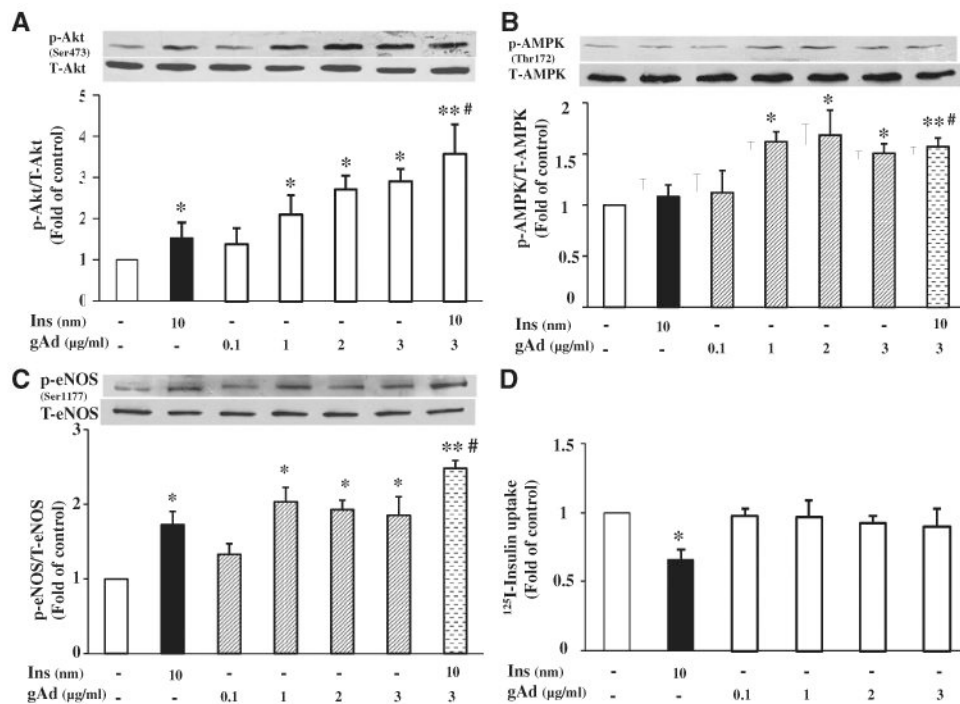 A
p-Akt
(Ser473)
T-Akt
5
4
3
2
1
0
p-Akt/T-Akt
(Fold of control)
*
*
*
*
** #
Ins (nm) - 10 - - - - 10
gAd (µg/ml) - - 0.1 1 2 3 3
B
p-AMPK
(Thr172)
T-AMPK
2
1.5
1
0.5
0
p-AMPK/T-AMPK
(Fold of control)
*
*
*
** #
Ins (nm) - 10 - - - - 10
gAd (µg/ml) - - 0.1 1 2 3 3
C
p-eNOS
(Ser1177)
T-eNOS
3
2
1
0
p-eNOS/T-eNOS
(Fold of control)
*
*
*
*
** #
Ins (nm) - 10 - - - - 10
gAd (µg/ml) - - 0.1 1 2 3 3
D
1.5
1
0.5
0
125I-Insulin uptake
(Fold of control)
*
Ins (nm) - 10 - - - -
gAd (µg/ml) - - 0.1 1 2 3